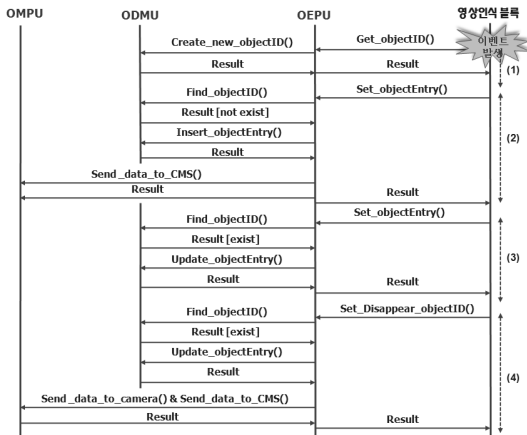 OMPU ODMU OEPU 영상인식 블록
이벤트
발생
Create_new_objectID() Get_objectID()
Result Result (1)
Find_objectID() Set_objectEntry()
Result [not exist]
Insert_objectEntry() (2)
Result
Send_data_to_CMS()
Result Result
Find_objectID() Set_objectEntry()
Result [exist]
Update_objectEntry() (3)
Result Result
Find_objectID() Set_Disappear_objectID()
Result [exist]
Update_objectEntry()
Result (4)
Send_data_to_camera() & Send_data_to_CMS()
Result Result